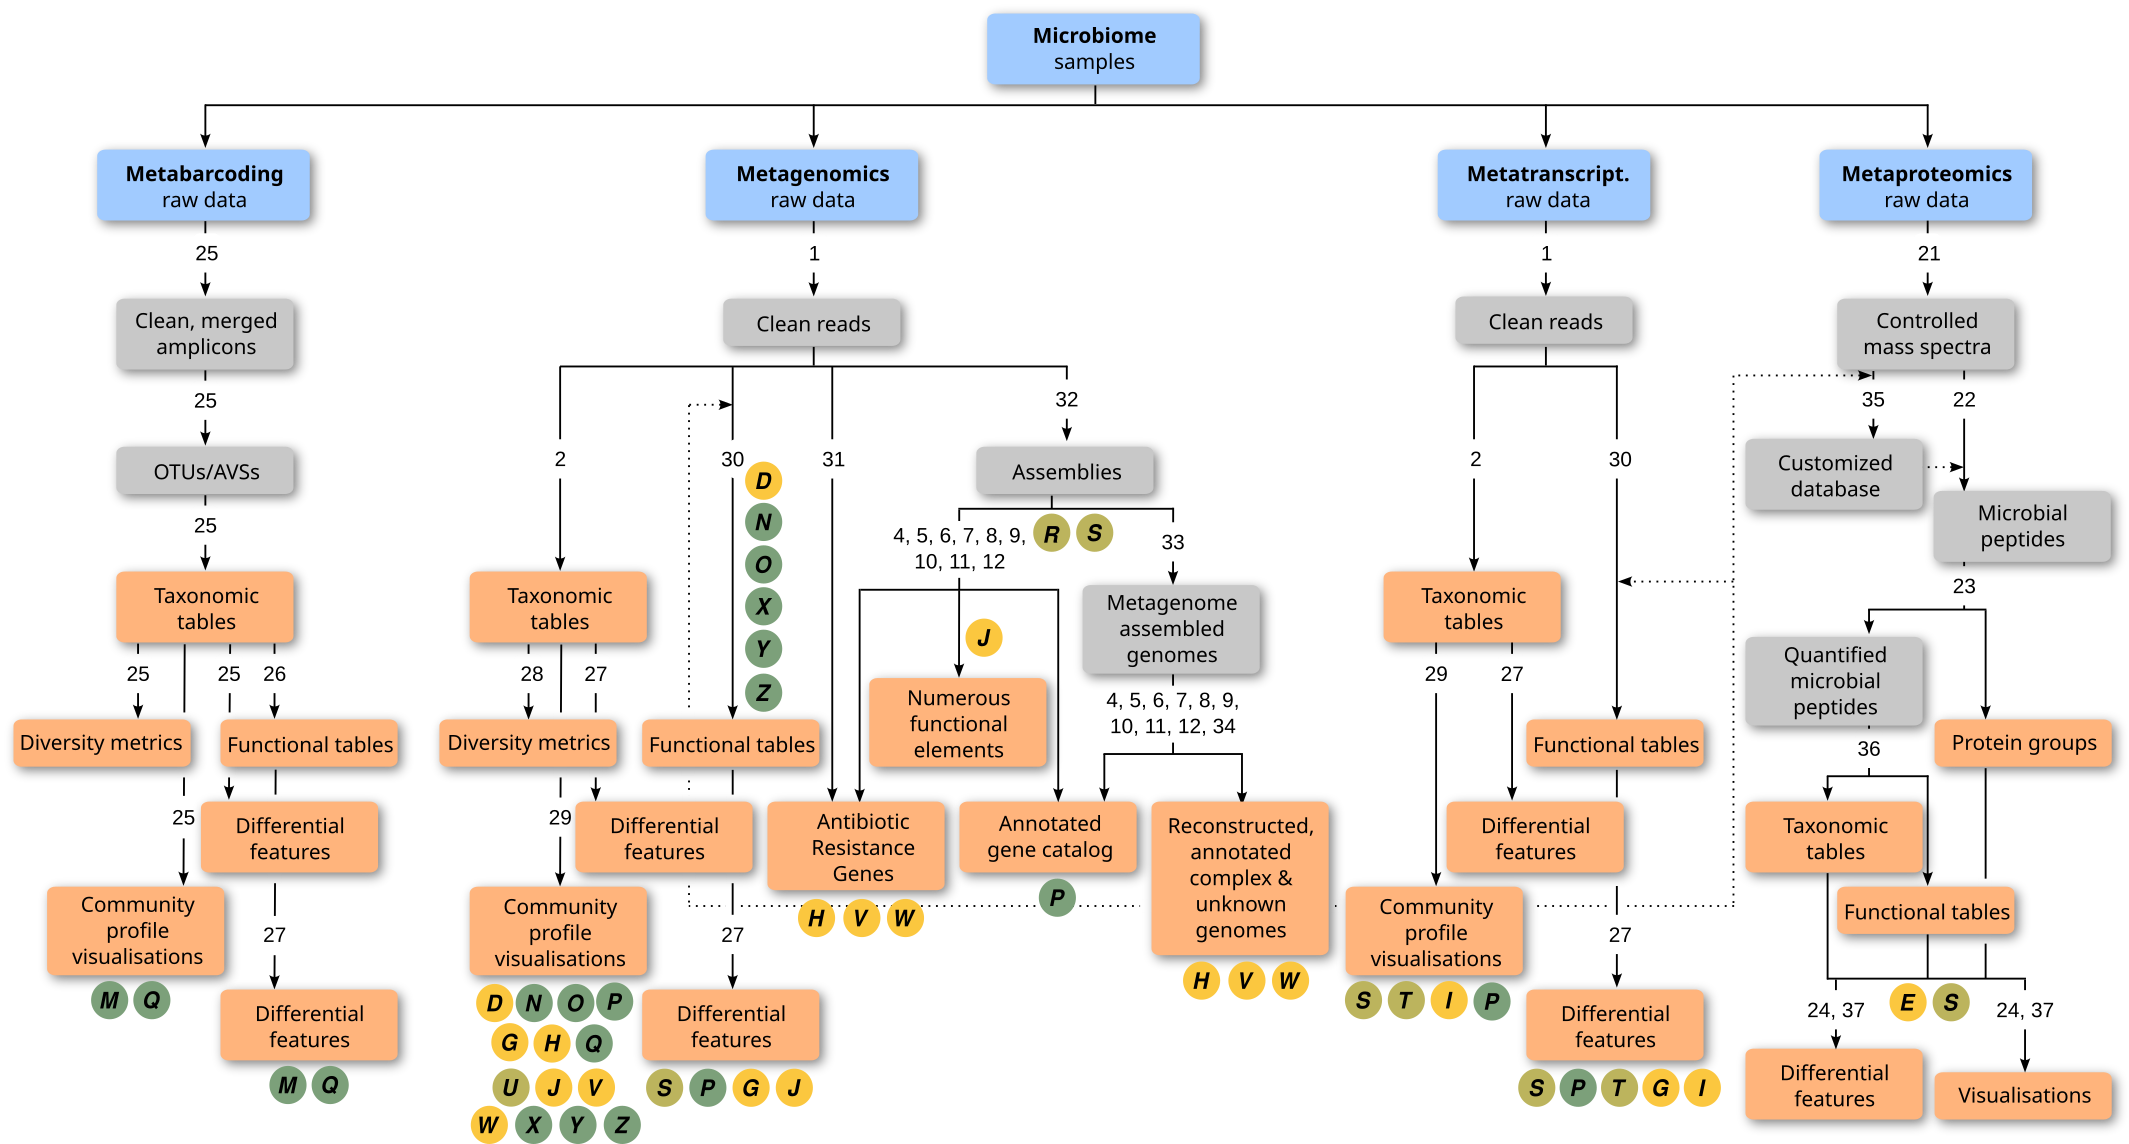 Microbiome
samples
Metabarcoding
raw data
Metagenomics
raw data
Metatranscript.
raw data
Metaproteomics
raw data
25
1
1
21
Clean, merged
amplicons
Clean reads
Clean reads
Controlled
mass spectra
25
32
35
22
OTUs/AVSs
2
30
31
Assemblies
2
30
Customized
database
D
N
O
X
Y
Z
25
4, 5, 6, 7, 8, 9,
10, 11, 12
R
S
33
Microbial
peptides
23
Taxonomic
tables
Taxonomic
tables
J
Metagenome
assembled
genomes
Taxonomic
tables
Quantified
microbial
peptides
25
25
26
28
27
Numerous
functional
elements
4, 5, 6, 7, 8, 9,
10, 11, 12, 34
29
27
Diversity metrics
Functional tables
Diversity metrics
Functional tables
Functional tables
Protein groups
36
25
Differential
features
29
Differential
features
Antibiotic
Resistance
Genes
Annotated
gene catalog
Reconstructed,
annotated
complex &
unknown
genomes
Differential
features
Taxonomic
tables
P
H
V
W
Community
profile
visualisations
27
Community
profile
visualisations
27
Community
profile
visualisations
27
Functional tables
H
V
W
M
Q
Differential
features
M
Q
D
N
O
P
G
H
Q
U
J
V
W
X
Y
Z
Differential
features
S
P
G
J
S
T
I
P
Differential
features
S
P
T
G
I
24, 37
E
S
24, 37
Differential
features
Visualisations